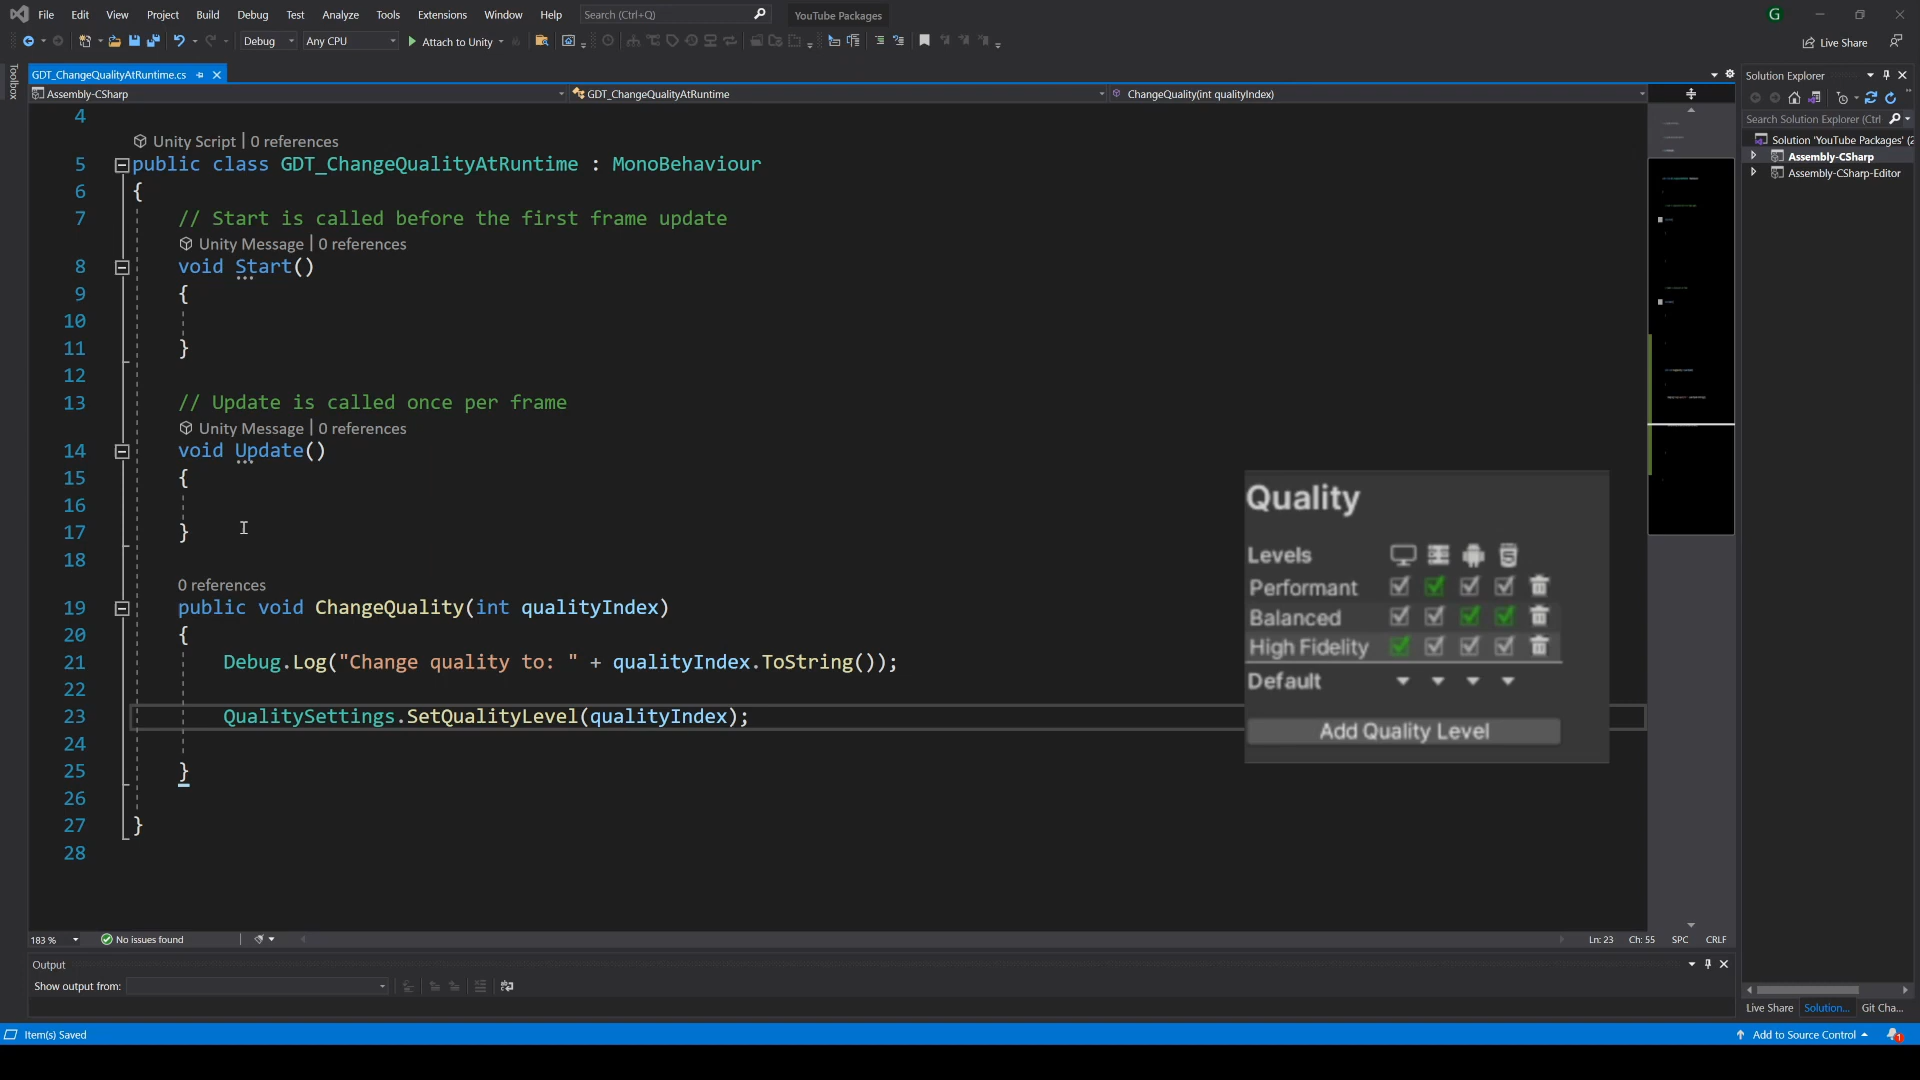 File Edit View Project Build Debug Test Analyze Tools Extensions Window Help Search (Ctrl+Q) YouTube Packages G
Debug Any CPU Attach to Unity Live Share
Toolbox
GDT_ChangeQualityAtRuntime.cs
Assembly-CSharp GDT_ChangeQualityAtRuntime ChangeQuality(int qualityIndex)
4
Unity Script | 0 references
5 public class GDT_ChangeQualityAtRuntime : MonoBehaviour
6 {
7 // Start is called before the first frame update
Unity Message | 0 references
8 void Start()
9 {
10
11 }
12
13 // Update is called once per frame
Unity Message | 0 references
14 void Update()
15 {
16
17 }
18
0 references
19 public void ChangeQuality(int qualityIndex)
20 {
21 Debug.Log("Change quality to: " + qualityIndex.ToString());
22
23 QualitySettings.SetQualityLevel(qualityIndex);
24
25 }
26
27 }
28
Quality
Levels
Performant
Balanced
High Fidelity
Default
Add Quality Level
183 % No issues found Ln: 23 Ch: 55 SPC CRLF
Output
Show output from:
Solution Explorer
Search Solution Explorer (Ctrl
Solution 'YouTube Packages' (2
Assembly-CSharp
Assembly-CSharp-Editor
Live Share Solution... Git Cha...
Item(s) Saved Add to Source Control 1